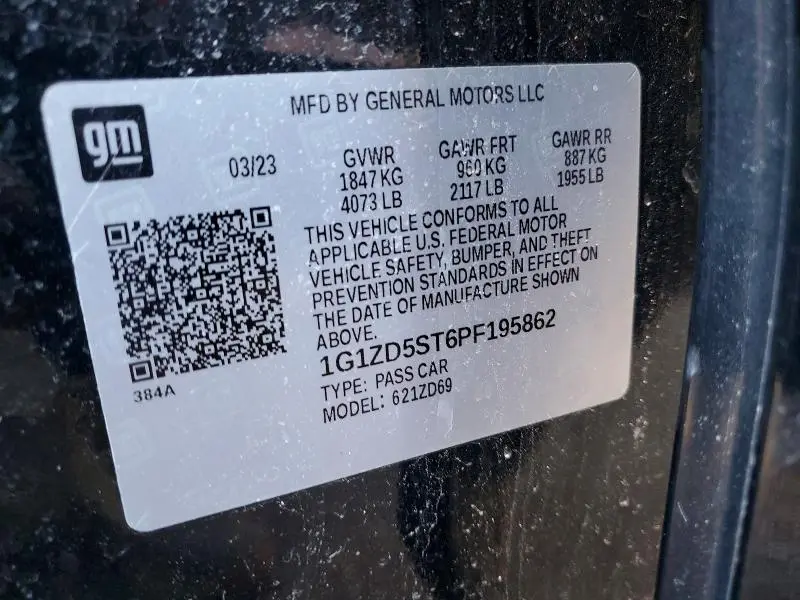 MFD BY GENERAL MOTORS LLC
gm
03/23
GVWR
1847 KG
4073 LB
GAWR FRT
960 KG
2117 LB
GAWR RR
887 KG
1955 LB
THIS VEHICLE CONFORMS TO ALL
APPLICABLE U.S. FEDERAL MOTOR
VEHICLE SAFETY, BUMPER, AND THEFT
PREVENTION STANDARDS IN EFFECT ON
THE DATE OF MANUFACTURE SHOWN
ABOVE.
1G1ZD5ST6PF195862
TYPE: PASS CAR
MODEL: 621ZD69
384A